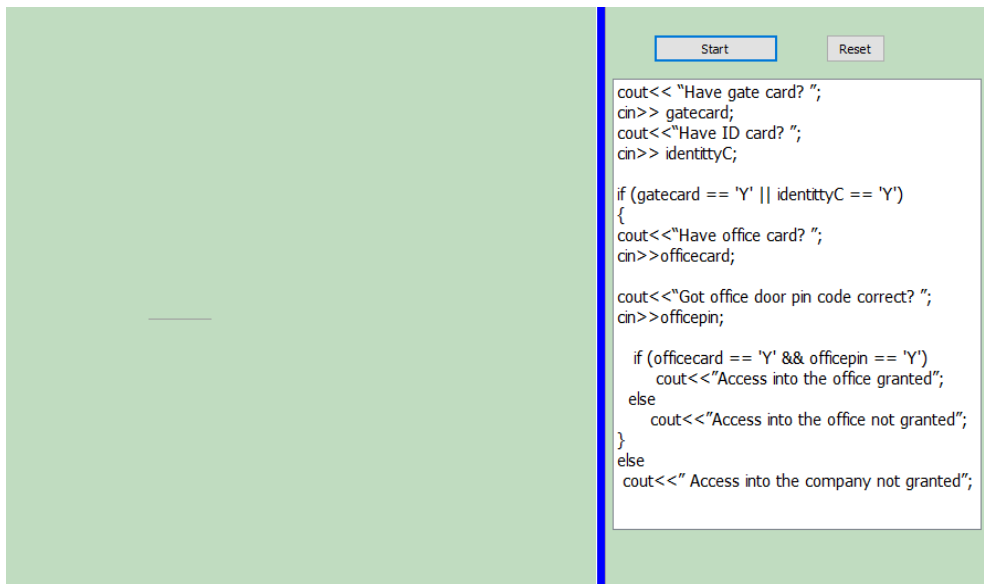 Start
Reset
cout<< “Have gate card? ”;
cin>> gatecard;
cout<<“Have ID card? ”;
cin>> identittyC;
if (gatecard == 'Y' || identittyC == 'Y')
{
cout<<“Have office card? ”;
cin>>officecard;
cout<<“Got office door pin code correct? ”;
cin>>officepin;
if (officecard == 'Y' && officepin == 'Y')
cout<<”Access into the office granted”;
else
cout<<”Access into the office not granted”;
}
else
cout<<” Access into the company not granted”;